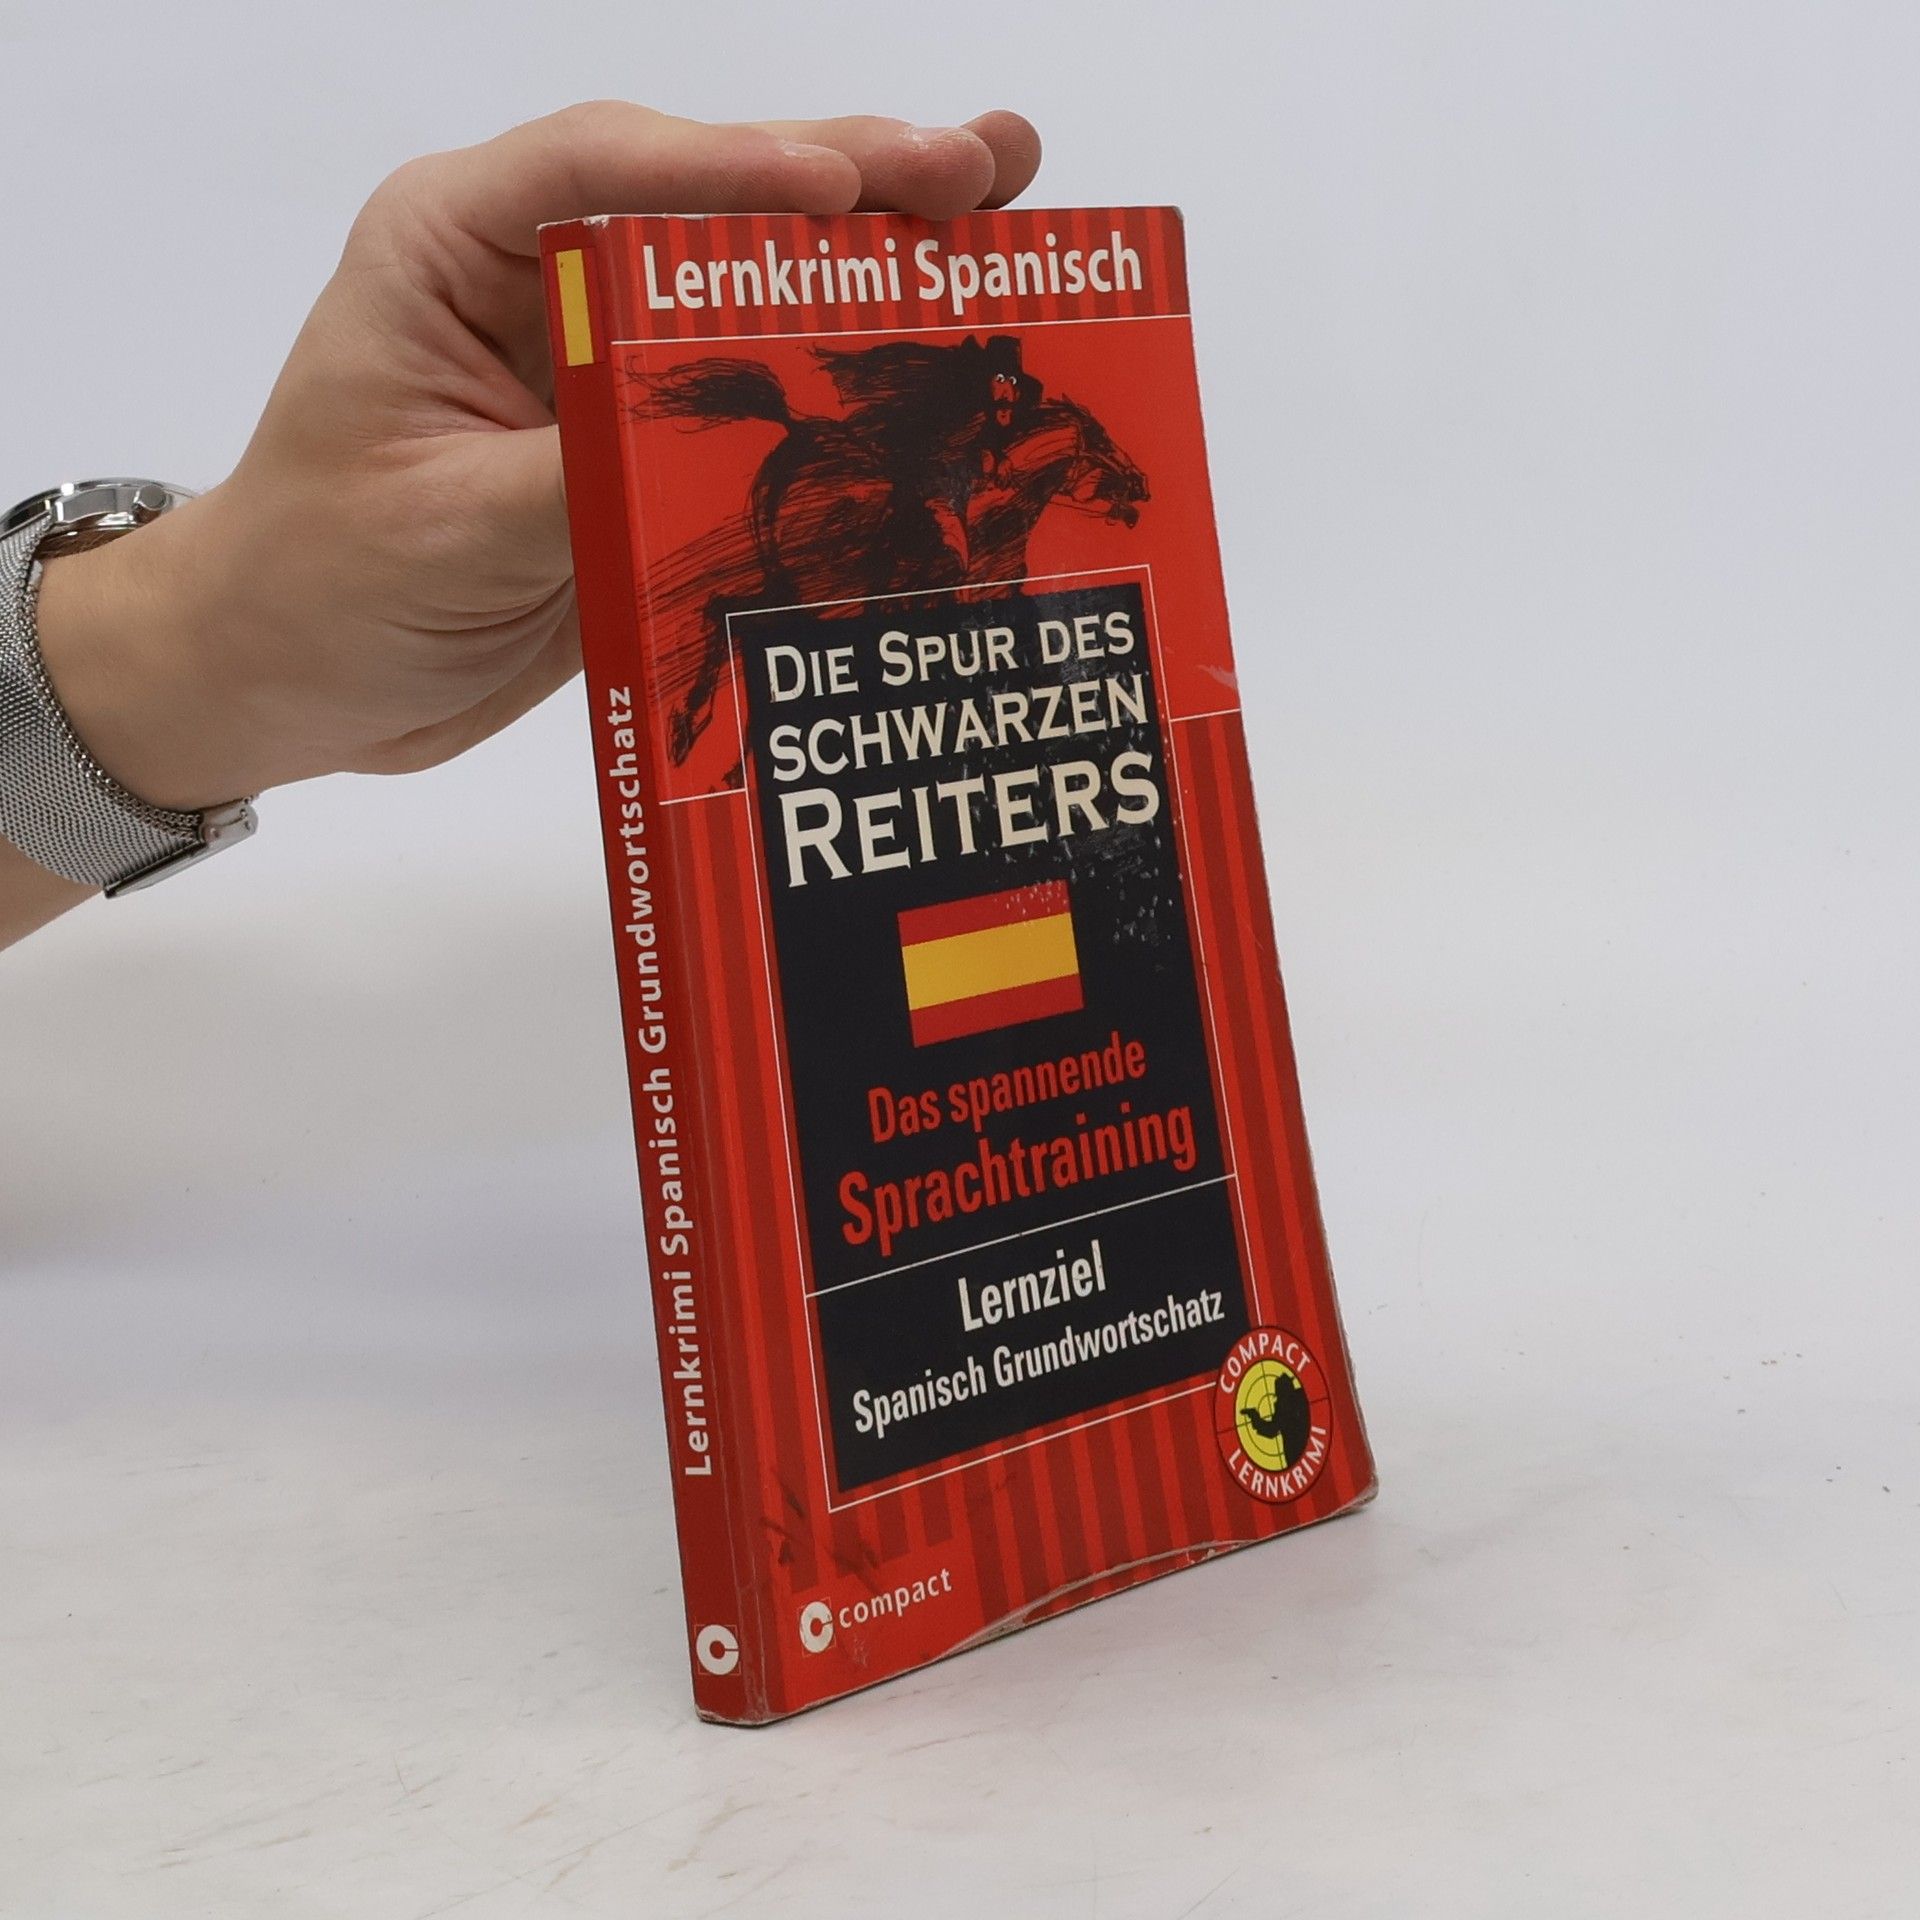 Lernkrimi Spanisch
DIE SPUR DES
SCHWARZEN
REITERS
Das spannende
Sprachtraining
Lernziel
Spanisch Grundwortschatz
COMPACT
LERNKRIMI
compact
Lernkrimi Spanisch Grundwortschatz